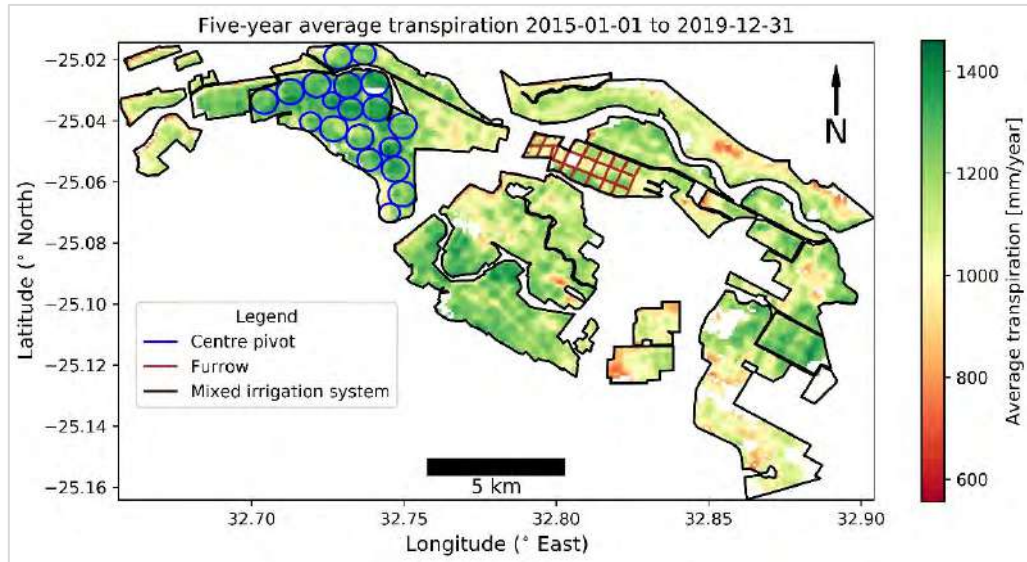 Five-year average transpiration 2015-01-01 to 2019-12-31
−25.02
−25.04
−25.06
−25.08
−25.10
−25.12
−25.14
−25.16
Latitude (° North)
N
Legend
Centre pivot
Furrow
Mixed irrigation system
5 km
32.70 32.75 32.80 32.85 32.90
Longitude (° East)
1400
1200
1000
800
600
Average transpiration [mm/year]